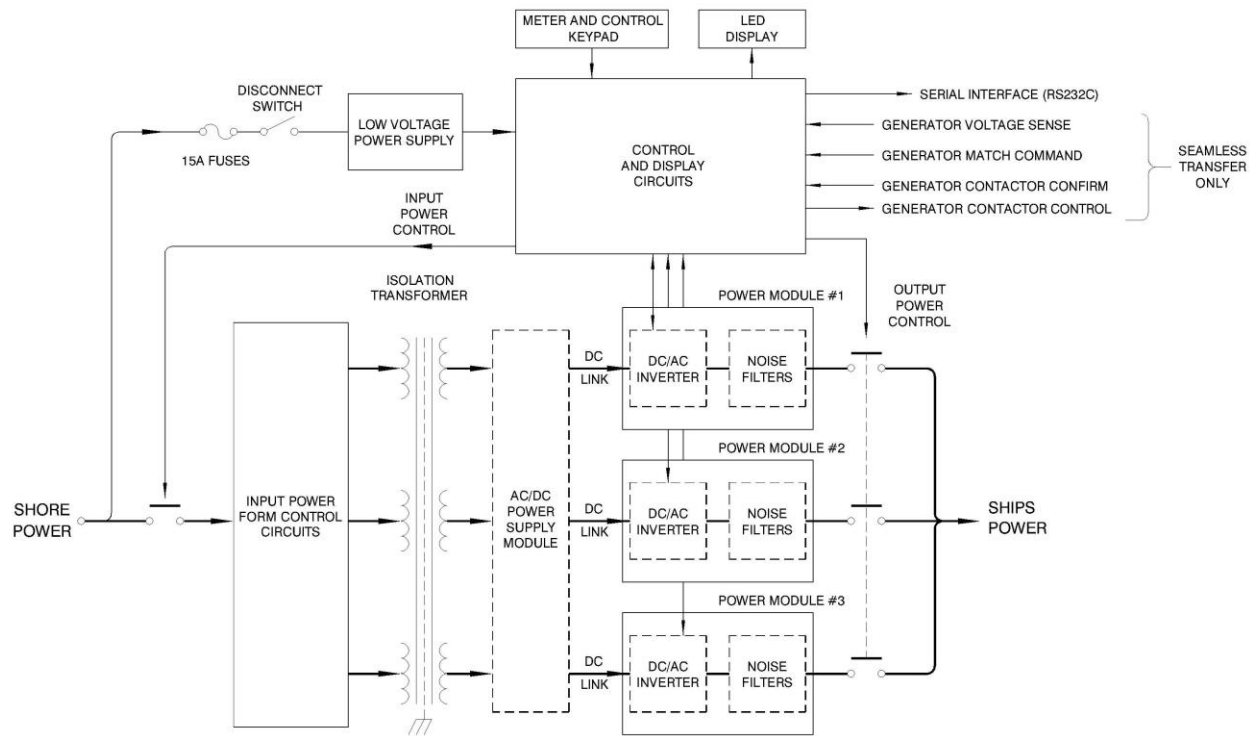 METER AND CONTROL
KEYPAD
LED
DISPLAY
DISCONNECT
SWITCH
15A FUSES
LOW VOLTAGE
POWER SUPPLY
CONTROL
AND DISPLAY
CIRCUITS
SERIAL INTERFACE (RS232C)
GENERATOR VOLTAGE SENSE
GENERATOR MATCH COMMAND
GENERATOR CONTACTOR CONFIRM
GENERATOR CONTACTOR CONTROL
SEAMLESS
TRANSFER
ONLY
INPUT
POWER
CONTROL
ISOLATION
TRANSFORMER
POWER MODULE #1
OUTPUT
POWER
CONTROL
DC
LINK
DC/AC
INVERTER
NOISE
FILTERS
POWER MODULE #2
SHORE
POWER
INPUT POWER
FORM CONTROL
CIRCUITS
AC/DC
POWER
SUPPLY
MODULE
DC
LINK
DC/AC
INVERTER
NOISE
FILTERS
SHIPS
POWER
POWER MODULE #3
DC
LINK
DC/AC
INVERTER
NOISE
FILTERS